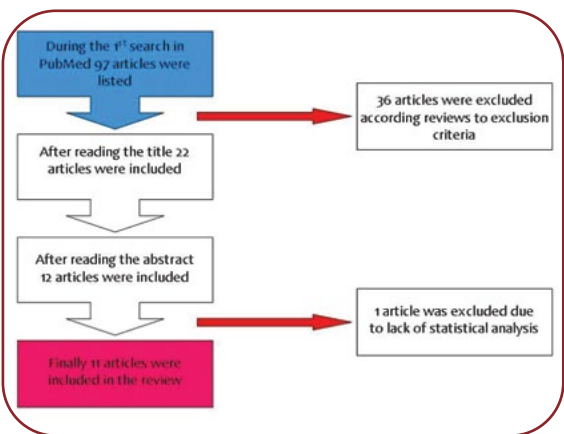 During the 1st search in
PubMed 97 articles were
listed
36 articles were excluded
according reviews to exclusion
criteria
After reading the title 22
articles were included
After reading the abstract
12 articles were included
1 article was excluded due
to lack of statistical analysis
Finally 11 articles were
included in the review